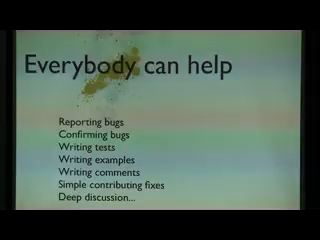 Everybody can help
Reporting bugs
Confirming bugs
Writing tests
Writing examples
Writing comments
Simple contributing fixes
Deep discussion...